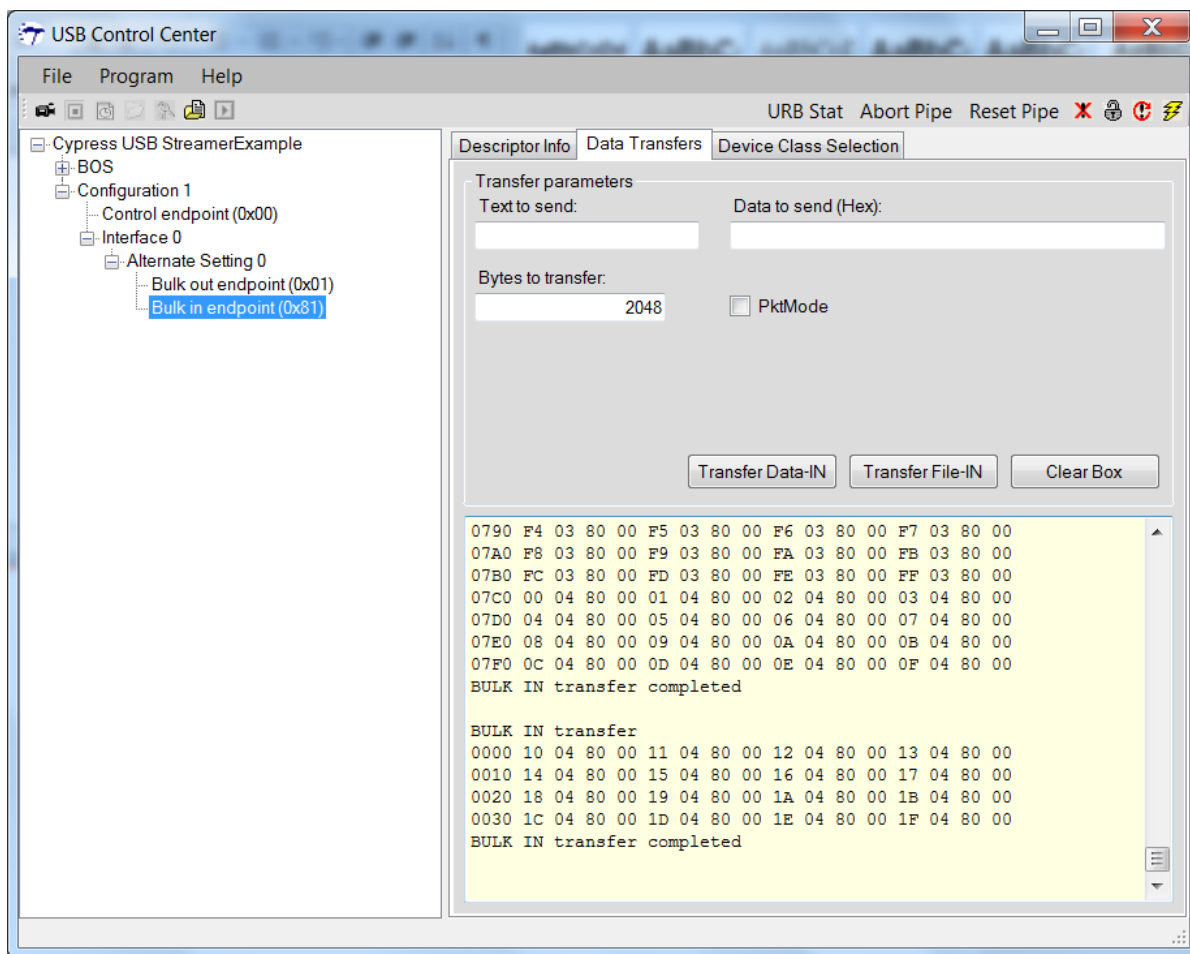 USB Control Center
File Program Help
URB Stat Abort Pipe Reset Pipe
Cypress USB StreamerExample
BOS
Configuration 1
Control endpoint (0x00)
Interface 0
Alternate Setting 0
Bulk out endpoint (0x01)
Bulk in endpoint (0x81)
Descriptor Info Data Transfers Device Class Selection
Transfer parameters
Text to send: Data to send (Hex):
Bytes to transfer:
2048 PktMode
Transfer Data-IN Transfer File-IN Clear Box
0790 F4 03 80 00 F5 03 80 00 F6 03 80 00 F7 03 80 00
07A0 F8 03 80 00 F9 03 80 00 FA 03 80 00 FB 03 80 00
07B0 FC 03 80 00 FD 03 80 00 FE 03 80 00 FF 03 80 00
07C0 00 04 80 00 01 04 80 00 02 04 80 00 03 04 80 00
07D0 04 04 80 00 05 04 80 00 06 04 80 00 07 04 80 00
07E0 08 04 80 00 09 04 80 00 0A 04 80 00 0B 04 80 00
07F0 0C 04 80 00 0D 04 80 00 0E 04 80 00 0F 04 80 00
BULK IN transfer completed
BULK IN transfer
0000 10 04 80 00 11 04 80 00 12 04 80 00 13 04 80 00
0010 14 04 80 00 15 04 80 00 16 04 80 00 17 04 80 00
0020 18 04 80 00 19 04 80 00 1A 04 80 00 1B 04 80 00
0030 1C 04 80 00 1D 04 80 00 1E 04 80 00 1F 04 80 00
BULK IN transfer completed